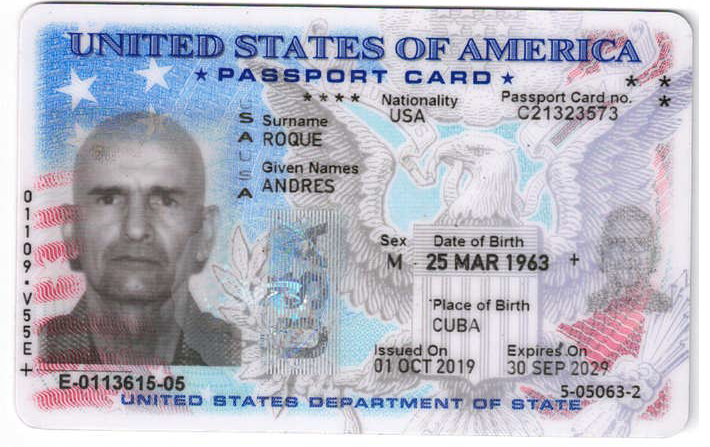 UNITED STATES OF AMERICA
★ PASSPORT CARD ★
Nationality
USA
Passport Card no.
C21323573
Surname
ROQUE
Given Names
ANDRES
USA
USA
Sex
M
Date of Birth
25 MAR 1963
Place of Birth
CUBA
Issued On
01 OCT 2019
Expires On
30 SEP 2029
01109·V55E
E-0113615-05
5-05063-2
UNITED STATES DEPARTMENT OF STATE